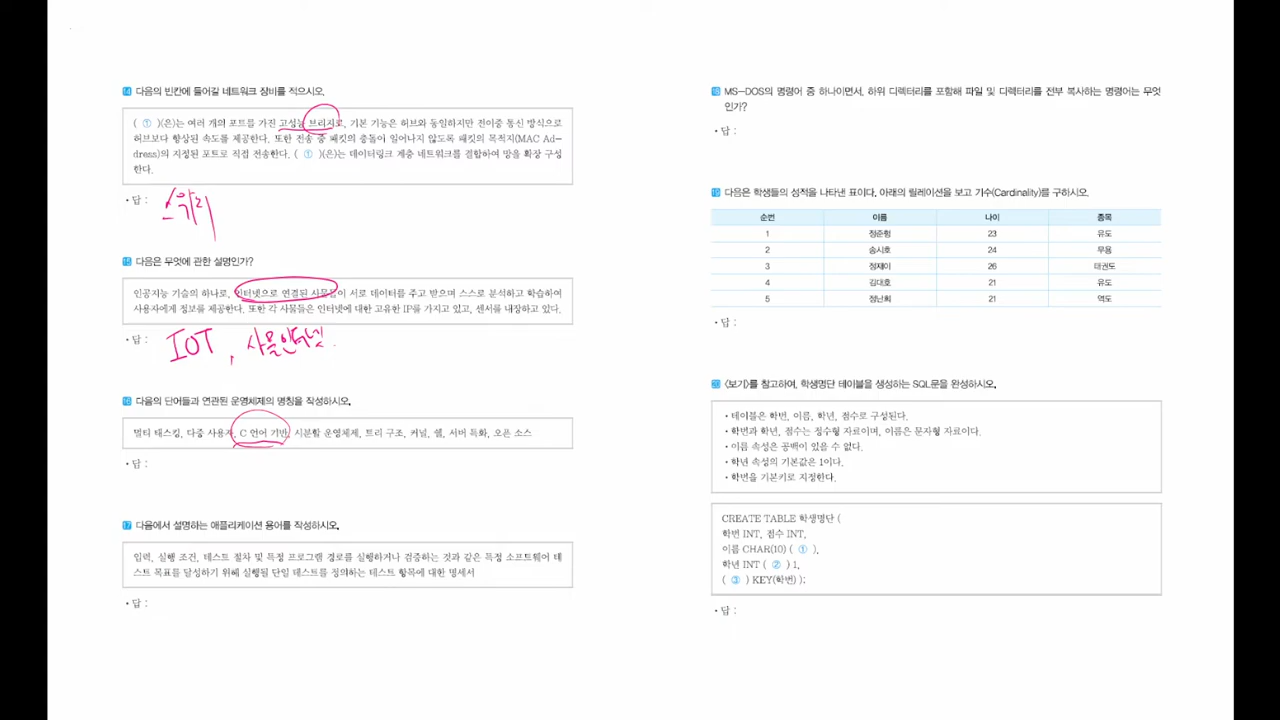 14 다음의 빈칸에 들어갈 네트워크 장비를 적으시오.
( ① )(은)는 여러 개의 포트를 가진 고성능 브리지로, 기본 기능은 허브와 동일하지만 전이중 통신 방식으로
허브보다 향상된 속도를 제공한다. 또한 전송 중 패킷의 충돌이 일어나지 않도록 패킷의 목적지(MAC Ad-
dress)의 지정된 포트로 직접 전송한다. ( ① )(은)는 데이터링크 계층 네트워크를 결합하여 망을 확장 구성
한다.
• 답 :
15 다음은 무엇에 관한 설명인가?
인공지능 기술의 하나로, 인터넷으로 연결된 사물들이 서로 데이터를 주고 받으며 스스로 분석하고 학습하여
사용자에게 정보를 제공한다. 또한 각 사물들은 인터넷에 대한 고유한 IP를 가지고 있고, 센서를 내장하고 있다.
• 답 : IOT, 사물인터넷
16 다음의 단어들과 연관된 운영체제의 명칭을 작성하시오.
멀티 태스킹, 다중 사용자, C 언어 기반, 시분할 운영체제, 트리 구조, 커널, 쉘, 서버 특화, 오픈 소스
• 답 :
17 다음에서 설명하는 애플리케이션 용어를 작성하시오.
입력, 실행 조건, 테스트 절차 및 특정 프로그램 경로를 실행하거나 검증하는 것과 같은 특정 소프트웨어 테
스트 목표를 달성하기 위해 실행될 단일 테스트를 정의하는 테스트 항목에 대한 명세서
• 답 :
18 MS-DOS의 명령어 중 하나이면서, 하위 디렉터리를 포함해 파일 및 디렉터리를 전부 복사하는 명령어는 무엇
인가?
• 답 :
19 다음은 학생들의 성적을 나타낸 표이다. 아래의 릴레이션을 보고 기수(Cardinality)를 구하시오.
순번 이름 나이 종목
1 정준형 23 유도
2 송시호 24 무용
3 정재이 26 태권도
4 김대호 21 유도
5 정난희 21 역도
• 답 :
20 〈보기〉를 참고하여, 학생명단 테이블을 생성하는 SQL문을 완성하시오.
• 테이블은 학번, 이름, 학년, 점수로 구성된다.
• 학번과 학년, 점수는 정수형 자료이며, 이름은 문자형 자료이다.
• 이름 속성은 공백이 있을 수 없다.
• 학년 속성의 기본값은 1이다.
• 학번을 기본키로 지정한다.
CREATE TABLE 학생명단 (
학번 INT, 점수 INT,
이름 CHAR(10) ( ① ),
학년 INT ( ② ) 1,
( ③ ) KEY(학번) );
• 답 :